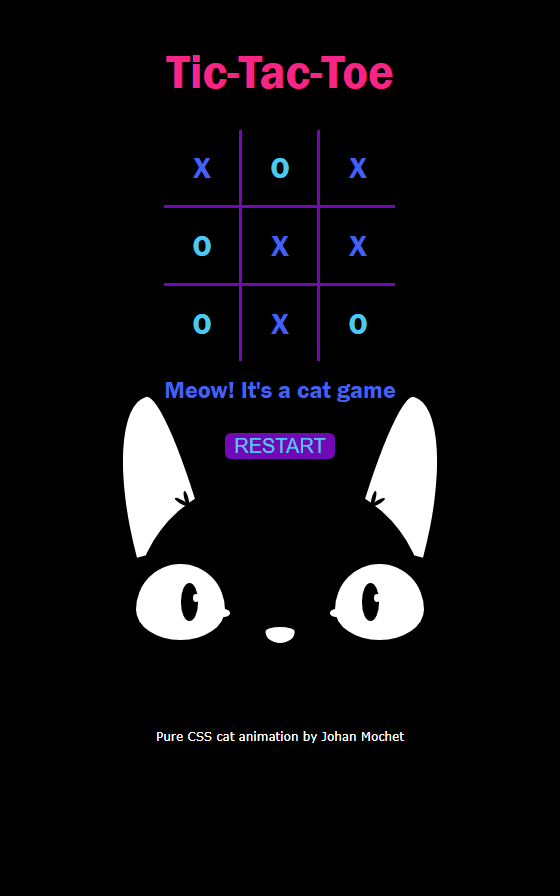 Tic-Tac-Toe
X O X
O X X
O X O
Meow! It's a cat game
RESTART
Pure CSS cat animation by Johan Mochet